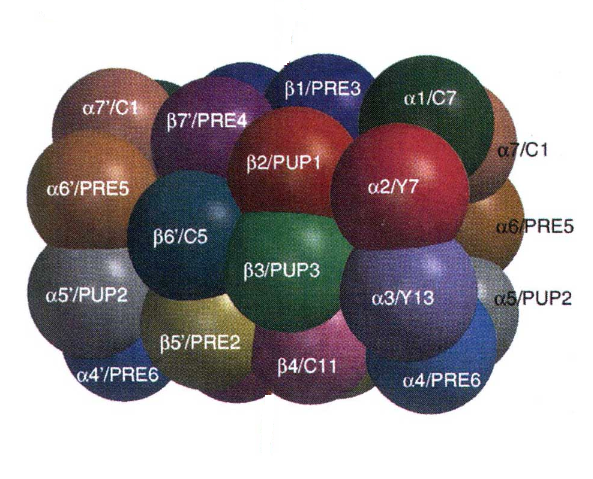 β1/PRE3
α1/C7
α7'/C1
β7'/PRE4
α7/C1
β2/PUP1
α6'/PRE5
α2/Y7
α6/PRE5
β6'/C5
β3/PUP3
α5'/PUP2
α3/Y13
α5/PUP2
β5'/PRE2
β4/C11
α4'/PRE6
α4/PRE6